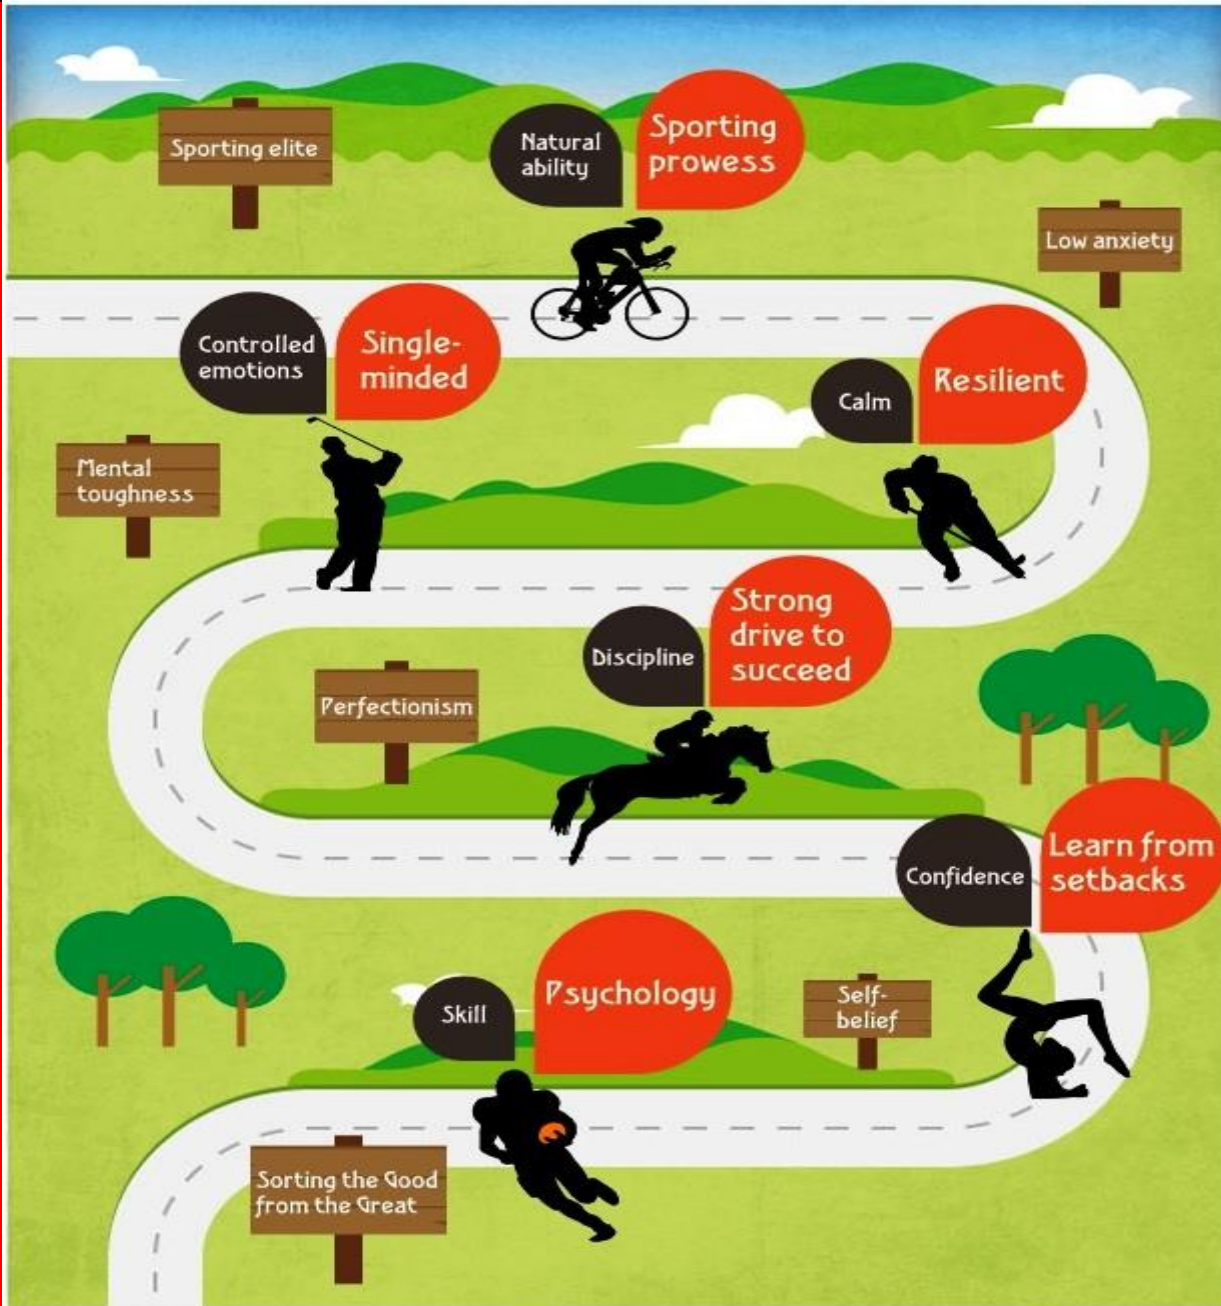 Sporting elite
Natural
ability
Sporting
prowess
Low anxiety
Controlled
emotions
Single-
minded
Calm
Resilient
Mental
toughness
Discipline
Strong
drive to
succeed
Perfectionism
Confidence
Learn from
setbacks
Skill
Psychology
Self-
belief
Sorting the Good
from the Great